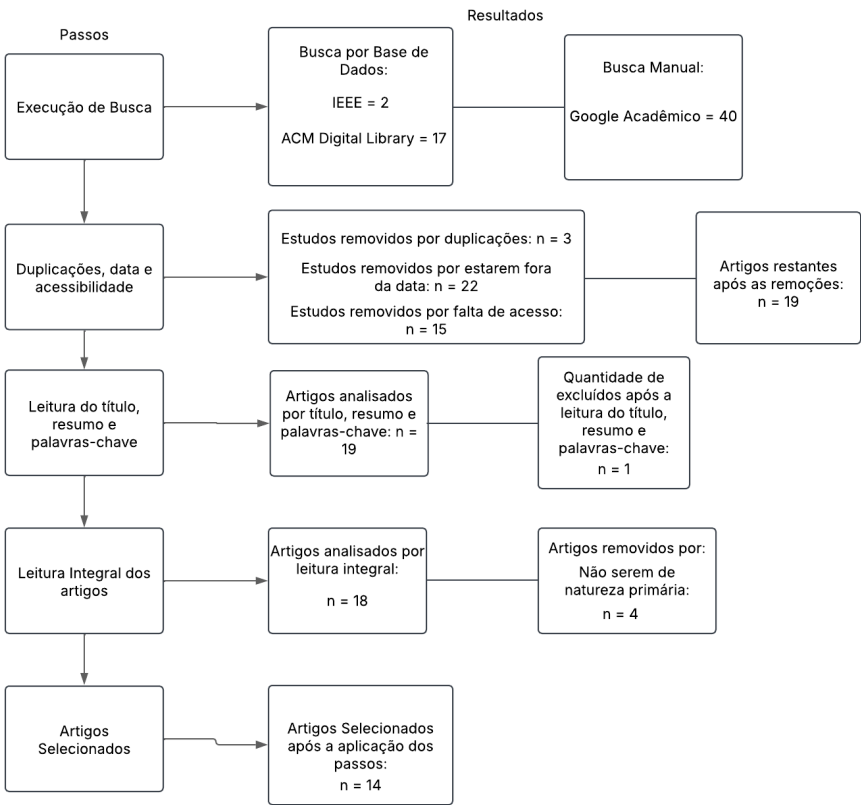 Resultados
Passos
Execução de Busca
Busca por Base de
Dados:
IEEE = 2
ACM Digital Library = 17
Busca Manual:
Google Acadêmico = 40
Duplicações, data e
acessibilidade
Estudos removidos por duplicações: n = 3
Estudos removidos por estarem fora
da data: n = 22
Estudos removidos por falta de acesso:
n = 15
Artigos restantes
após as remoções:
n = 19
Leitura do título,
resumo e
palavras-chave
Artigos analisados
por título, resumo e
palavras-chave: n =
19
Quantidade de
excluídos após a
leitura do título,
resumo e
palavras-chave:
n = 1
Leitura Integral dos
artigos
Artigos analisados por
leitura integral:
n = 18
Artigos removidos por:
Não serem de
natureza primária:
n = 4
Artigos
Selecionados
Artigos Selecionados
após a aplicação dos
passos:
n = 14